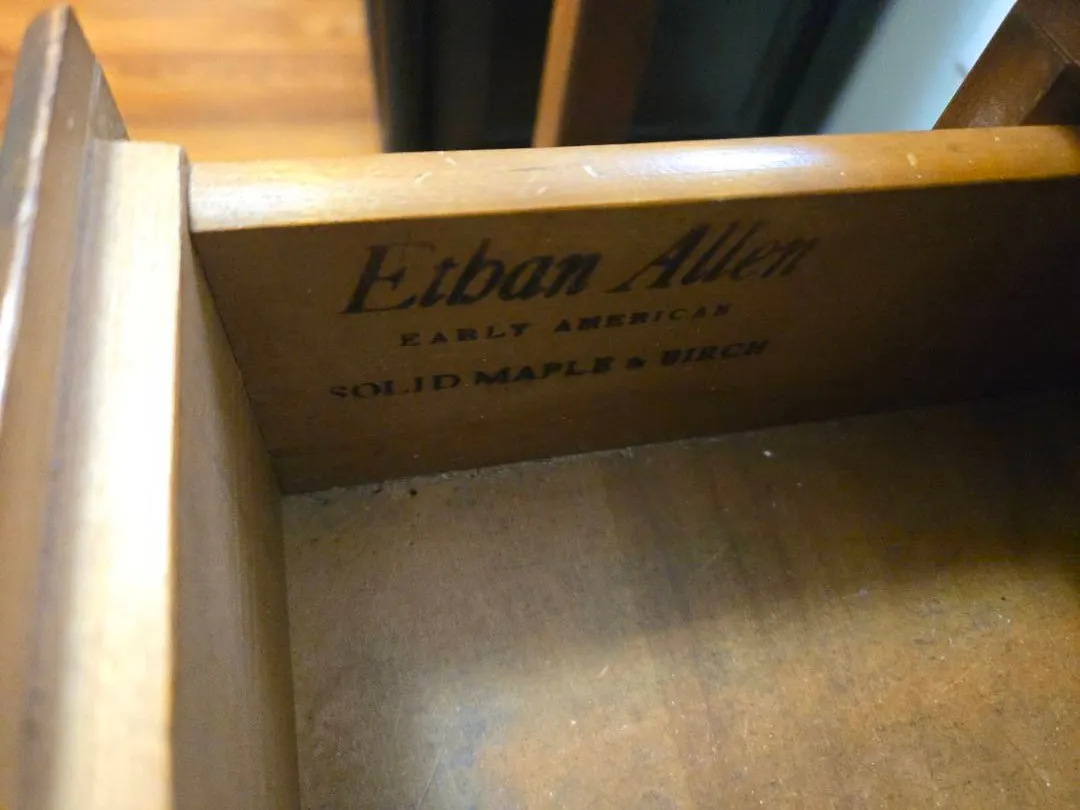 Ethan Allen
EARLY AMERICAN
SOLID MAPLE & BIRCH